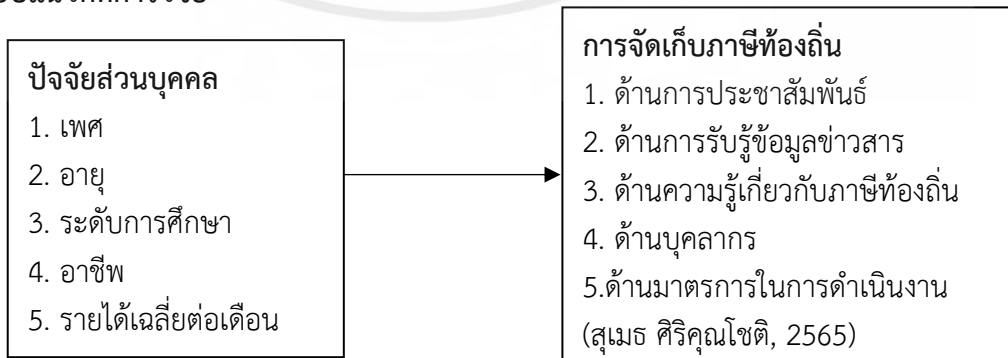 ปัจจัยส่วนบุคคล
1. เพศ
2. อายุ
3. ระดับการศึกษา
4. อาชีพ
5. รายได้เฉลี่ยต่อเดือน
การจัดเก็บภาษีท้องถิ่น
1. ด้านการประชาสัมพันธ์
2. ด้านการรับรู้ข้อมูลข่าวสาร
3. ด้านความรู้เกี่ยวกับภาษีท้องถิ่น
4. ด้านบุคลากร
5.ด้านมาตรการในการดำเนินงาน
(สุเมธ ศิริคุณโชติ, 2565)